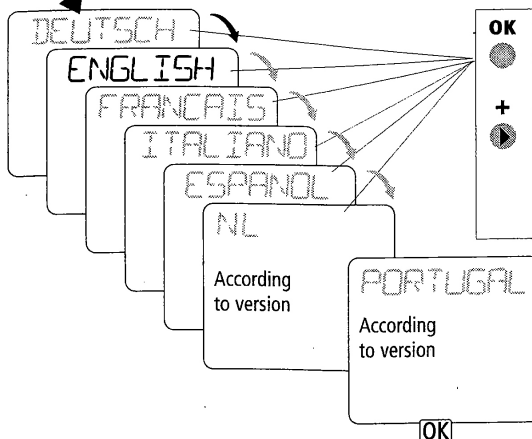 DEUTSCH
ENGLISH
FRANCAIS
ITALIANO
ESPANOL
NL
According
to version
PORTUGAL
According
to version
OK
+
OK